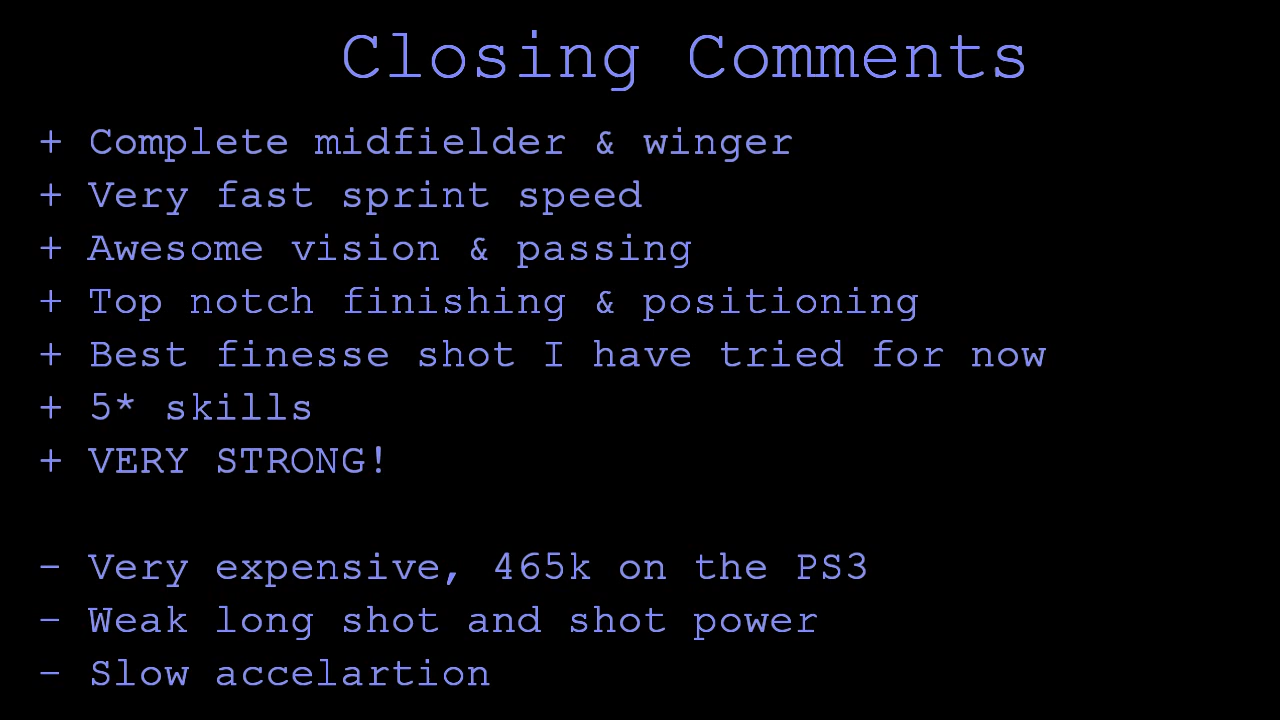 Closing Comments
+ Complete midfielder & winger
+ Very fast sprint speed
+ Awesome vision & passing
+ Top notch finishing & positioning
+ Best finesse shot I have tried for now
+ 5* skills
+ VERY STRONG!
- Very expensive, 465k on the PS3
- Weak long shot and shot power
- Slow accelartion